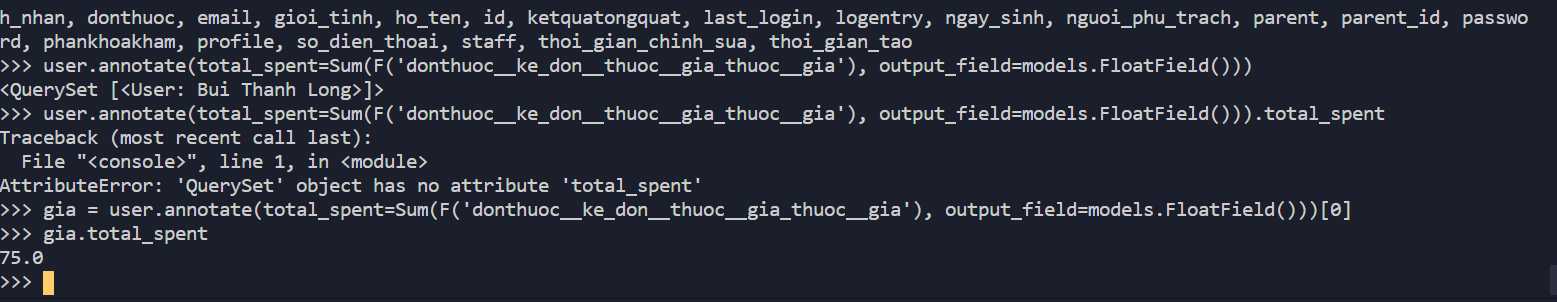 h_nhan, donthuoc, email, gioi_tinh, ho_ten, id, ketquatongquat, last_login, logentry, ngay_sinh, nguoi_phu_trach, parent, parent_id, passwo
rd, phankhoakham, profile, so_dien_thoai, staff, thoi_gian_chinh_sua, thoi_gian_tao
>>> user.annotate(total_spent=Sum(F('donthuoc__ke_don__thuoc__gia_thuoc__gia'), output_field=models.FloatField()))
<QuerySet [<User: Bui Thanh Long>]>
>>> user.annotate(total_spent=Sum(F('donthuoc__ke_don__thuoc__gia_thuoc__gia'), output_field=models.FloatField())).total_spent
Traceback (most recent call last):
  File "<console>", line 1, in <module>
AttributeError: 'QuerySet' object has no attribute 'total_spent'
>>> gia = user.annotate(total_spent=Sum(F('donthuoc__ke_don__thuoc__gia_thuoc__gia'), output_field=models.FloatField()))[0]
>>> gia.total_spent
75.0
>>>